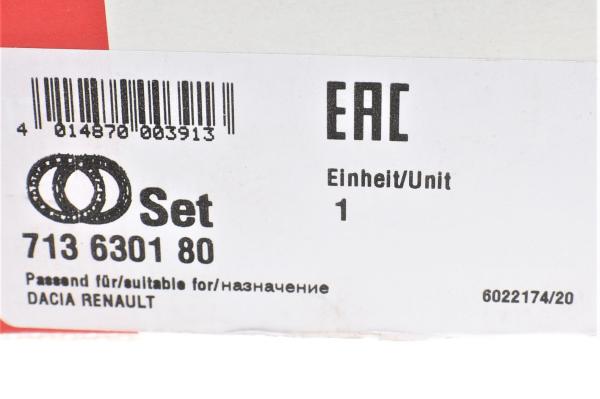 4 014870 003913
EAC
Einheit/Unit
1
Set
713 6301 80
Passend für/suitable for/назначение
DACIA RENAULT
6022174/20